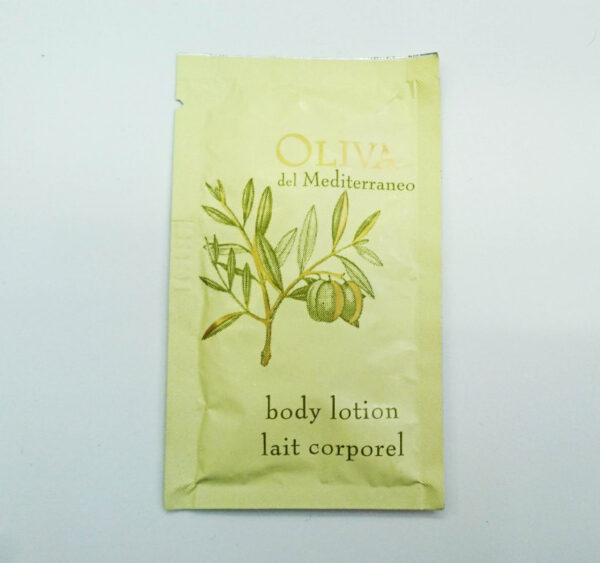 OLIVA
del Mediterraneo
body lotion
lait corporel